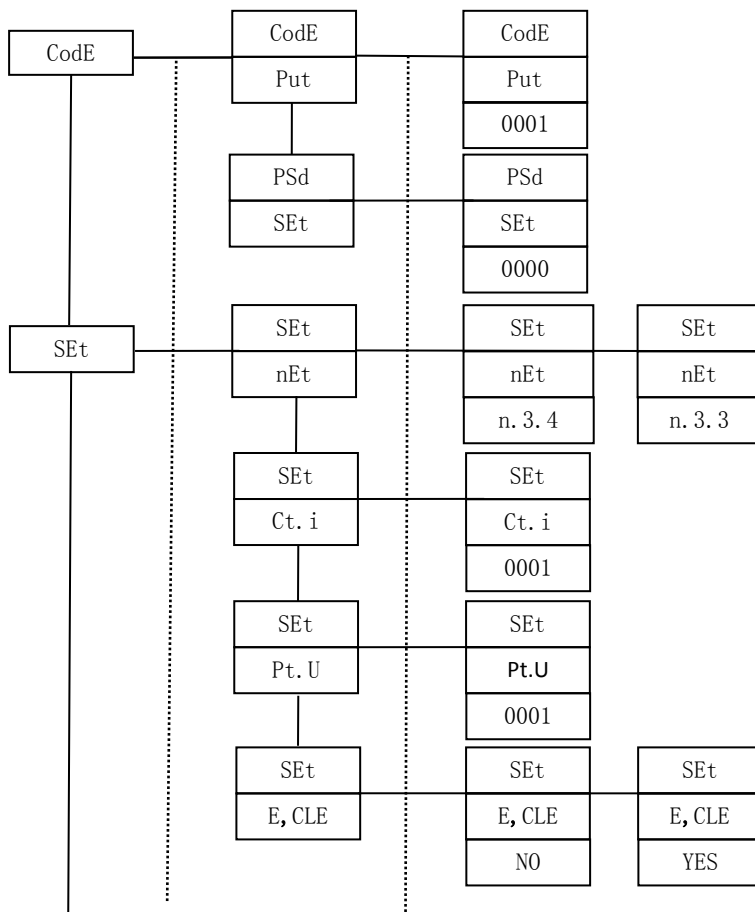 CodE
CodE
Put
CodE
Put
0001
PSd
SEt
PSd
SEt
0000
SEt
SEt
nEt
SEt
nEt
n.3.4
SEt
nEt
n.3.3
SEt
Ct.i
SEt
Ct.i
0001
SEt
Pt.U
SEt
Pt.U
0001
SEt
E,CLE
SEt
E,CLE
NO
SEt
E,CLE
YES